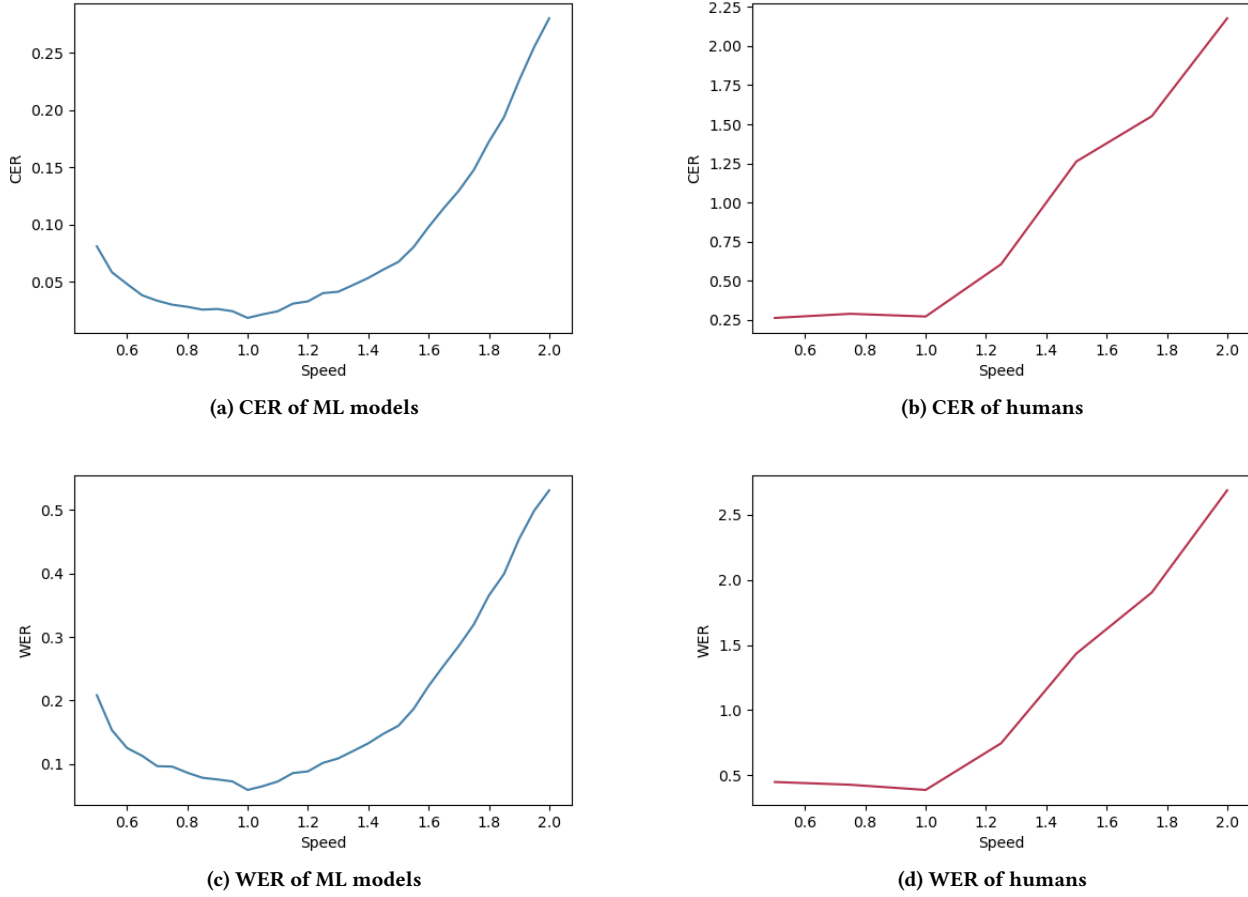 0.25
0.20
0.15
0.10
0.05
CER
0.6 0.8 1.0 1.2 1.4 1.6 1.8 2.0
Speed
(a) CER of ML models
2.25
2.00
1.75
1.50
1.25
1.00
0.75
0.50
0.25
CER
0.6 0.8 1.0 1.2 1.4 1.6 1.8 2.0
Speed
(b) CER of humans
0.5
0.4
0.3
0.2
0.1
WER
0.6 0.8 1.0 1.2 1.4 1.6 1.8 2.0
Speed
(c) WER of ML models
2.5
2.0
1.5
1.0
0.5
WER
0.6 0.8 1.0 1.2 1.4 1.6 1.8 2.0
Speed
(d) WER of humans